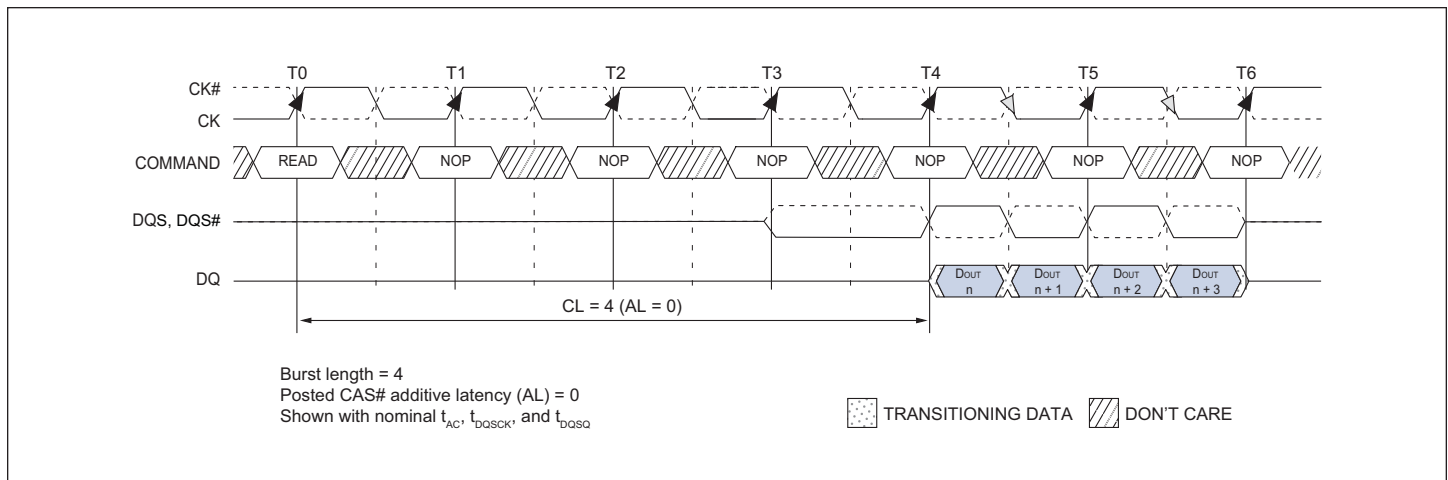 T0 T1 T2 T3 T4 T5 T6
CK#
CK
COMMAND READ NOP NOP NOP NOP NOP NOP
DQS, DQS#
DQ DOUT n DOUT n + 1 DOUT n + 2 DOUT n + 3
CL = 4 (AL = 0)
Burst length = 4
Posted CAS# additive latency (AL) = 0
Shown with nominal tAC, tDQSCK, and tDQSQ
TRANSITIONING DATA DON'T CARE